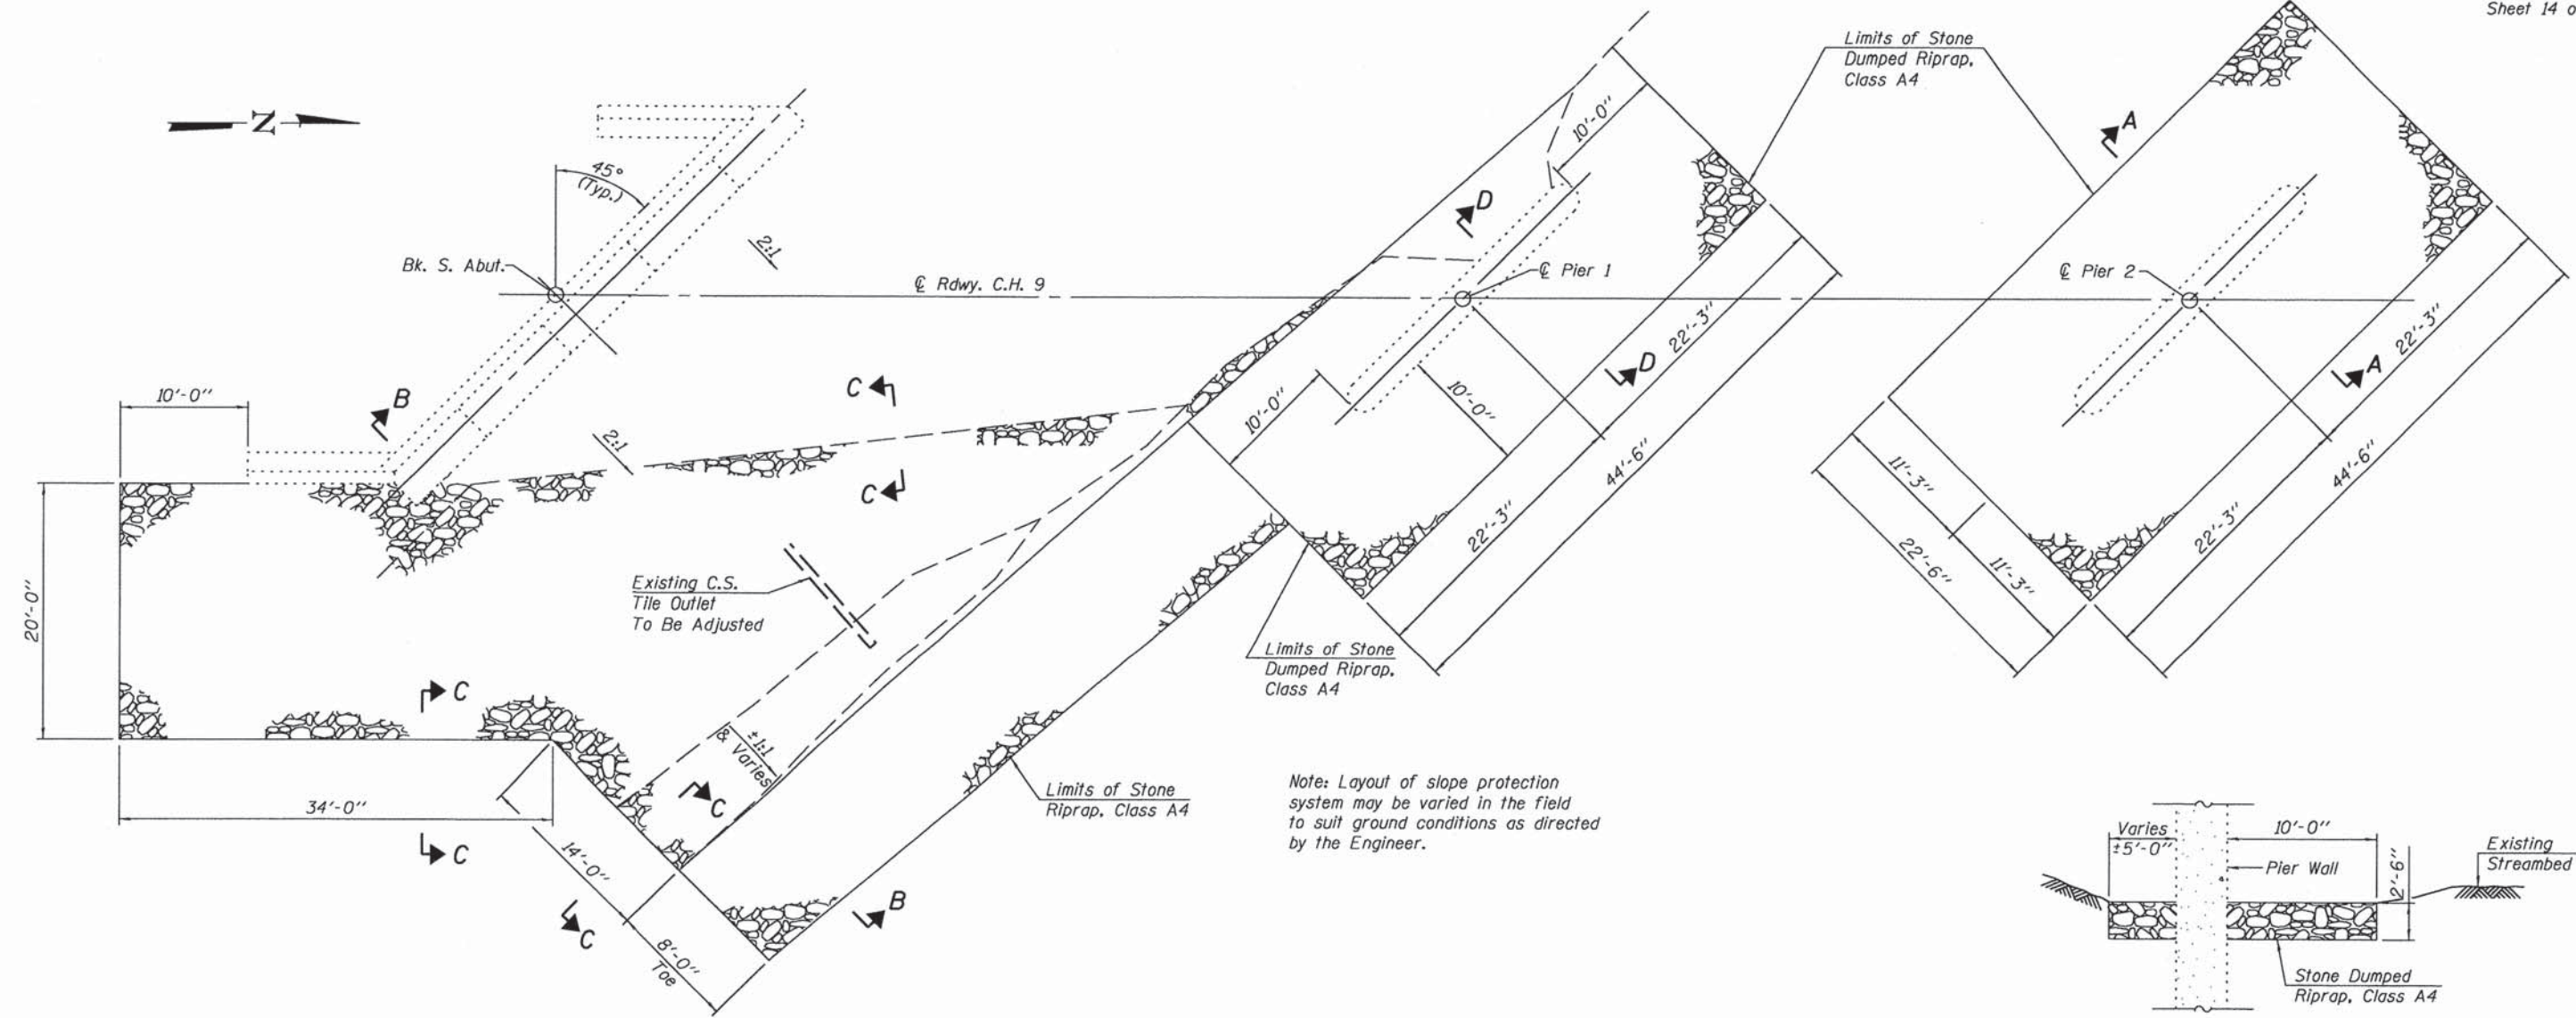 Sheet 14 o
Limits of Stone
Dumped Riprap,
Class A4
N
A
10'-0"
45°
(Typ.)
D
2:1
Bk. S. Abut.
℄ Rdwy. C.H. 9
℄ Pier 1
℄ Pier 2
22'-3"
22'-3"
D
A
C
10'-0"
B
10'-0"
10'-0"
2:1
44'-6"
44'-6"
C
11'-3"
22'-3"
22'-3"
22'-6"
11'-3"
Existing C.S.
Tile Outlet
To Be Adjusted
20'-0"
Limits of Stone
Dumped Riprap,
Class A4
C
±1:1
& Varies
C
34'-0"
Limits of Stone
Riprap, Class A4
Note: Layout of slope protection
system may be varied in the field
to suit ground conditions as directed
by the Engineer.
C
14'-0"
B
C
8'-0"
Toe
Varies
±5'-0"
10'-0"
Pier Wall
2'-6"
Existing
Streambed
Stone Dumped
Riprap, Class A4